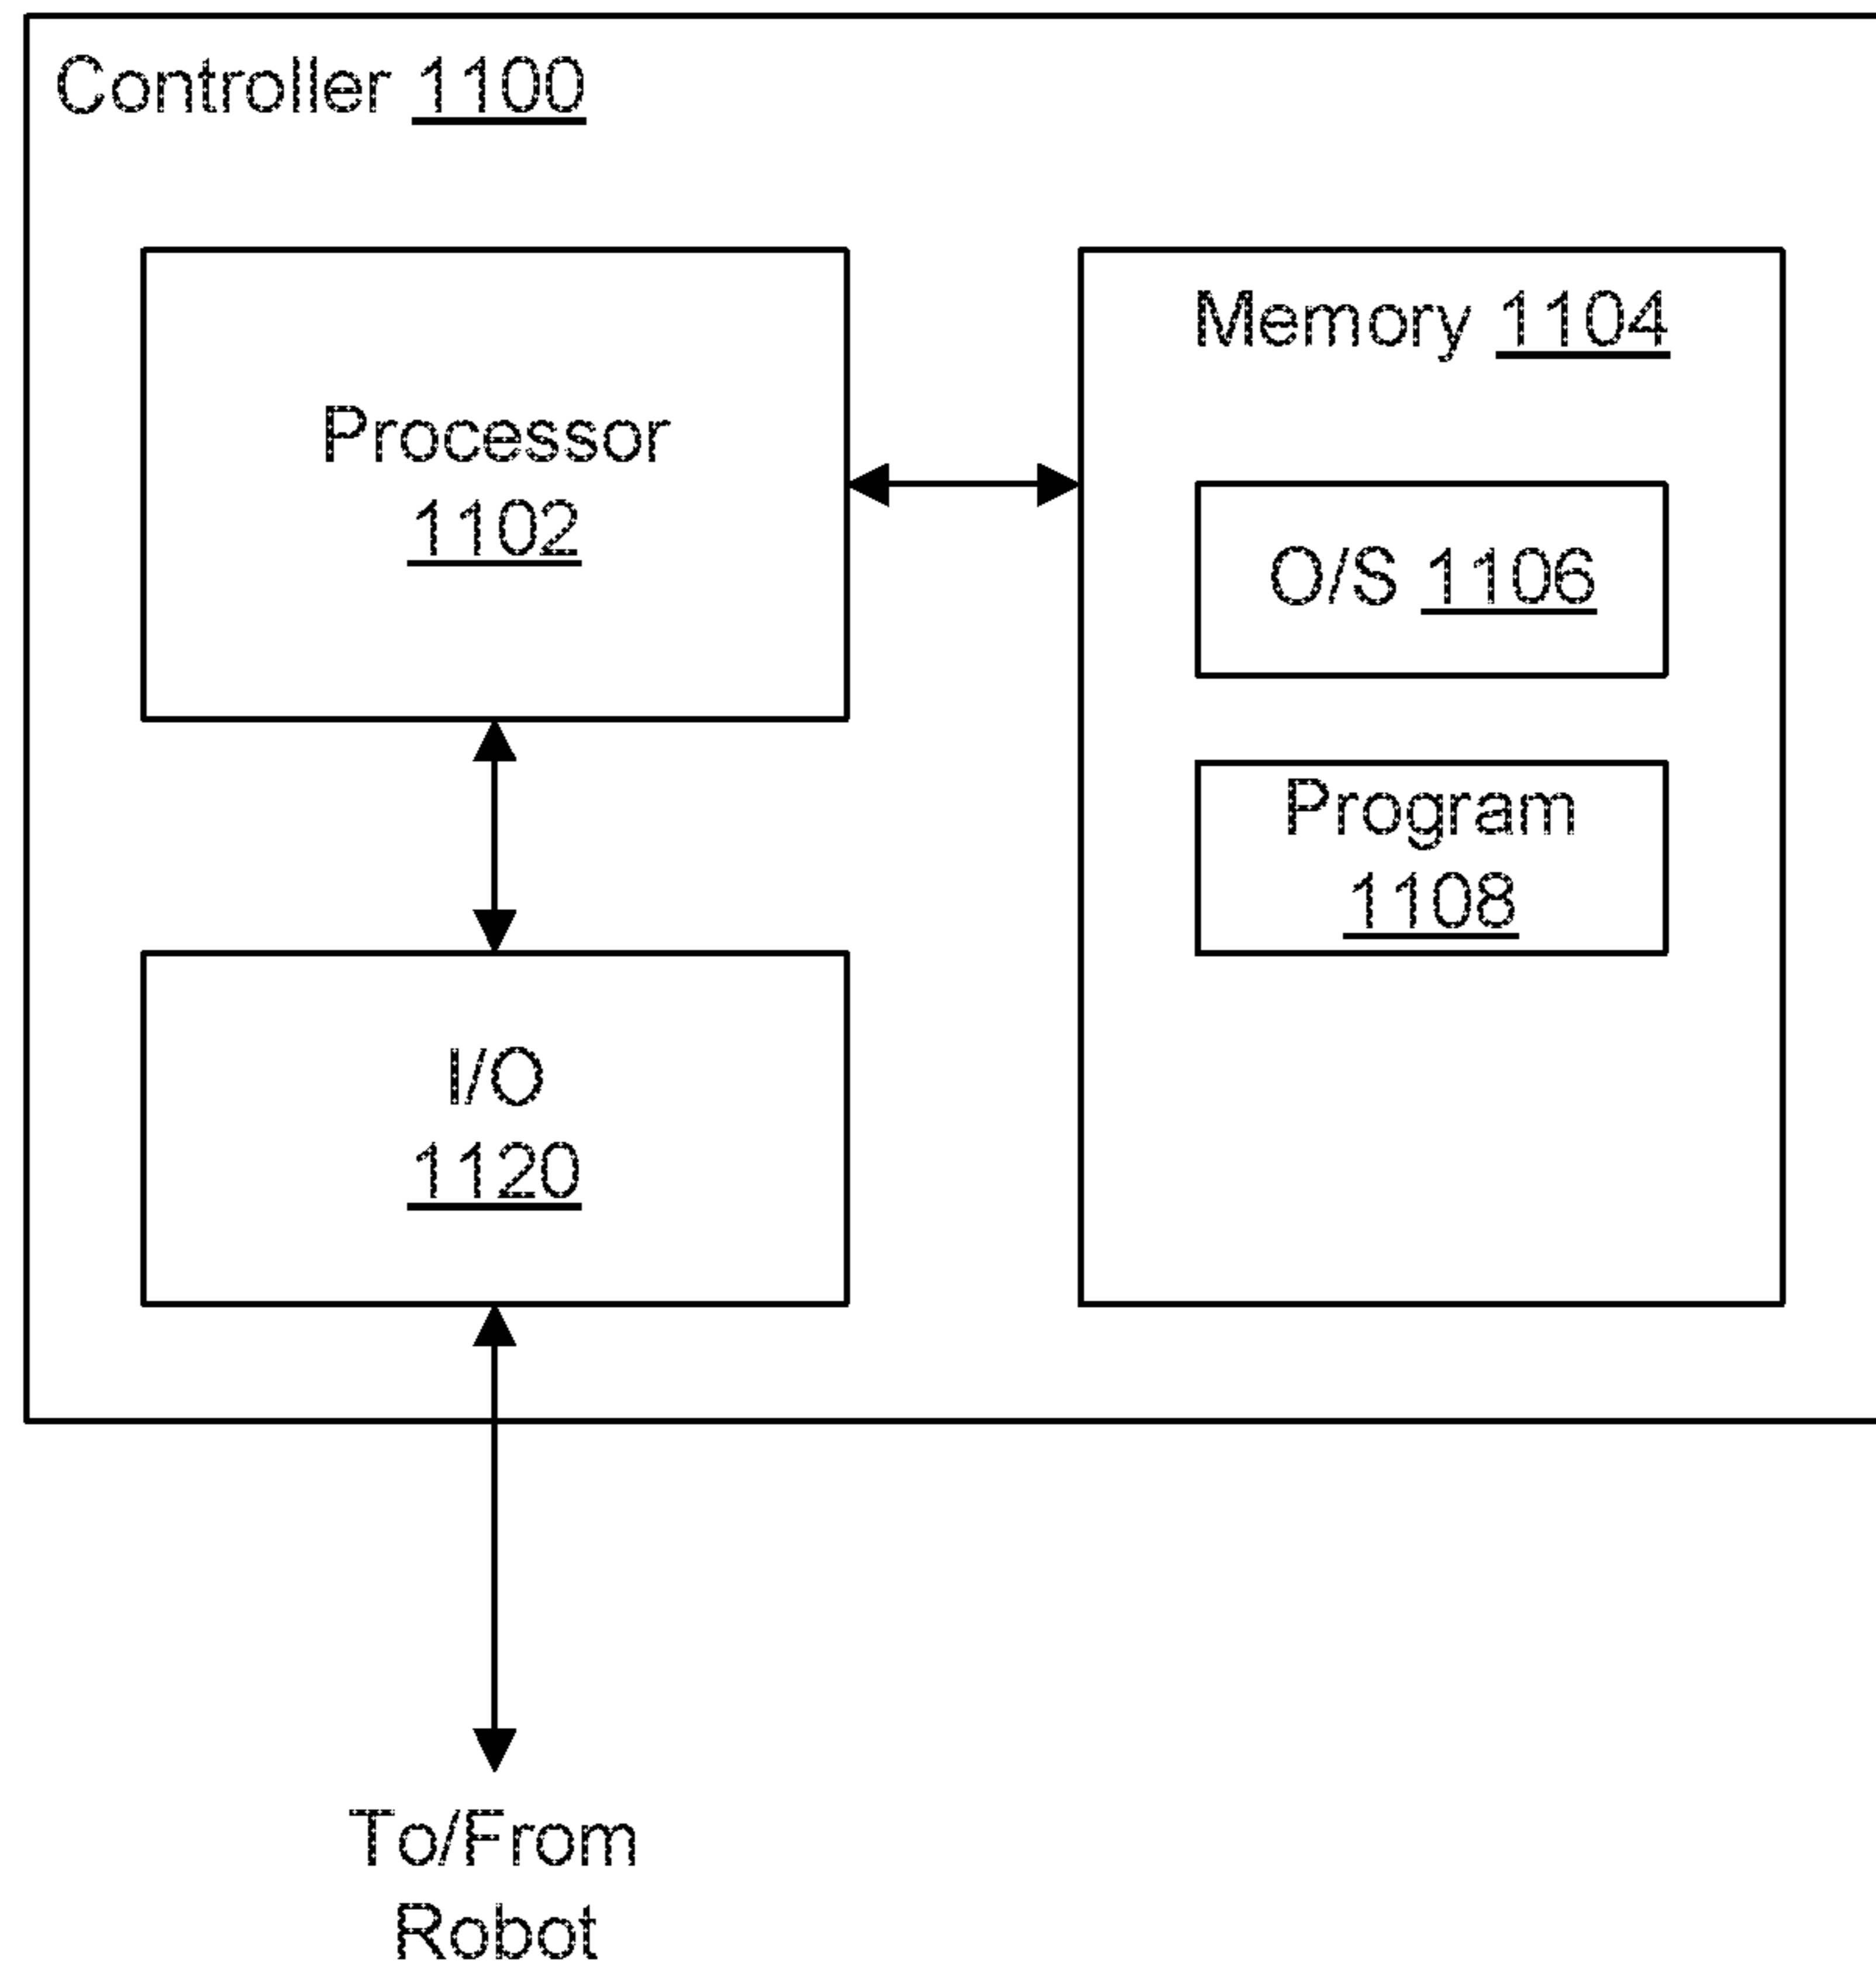 Controller 1100
Processor
1102
Memory 1104
O/S 1106
Program
1108
I/O
1120
To/From
Robot